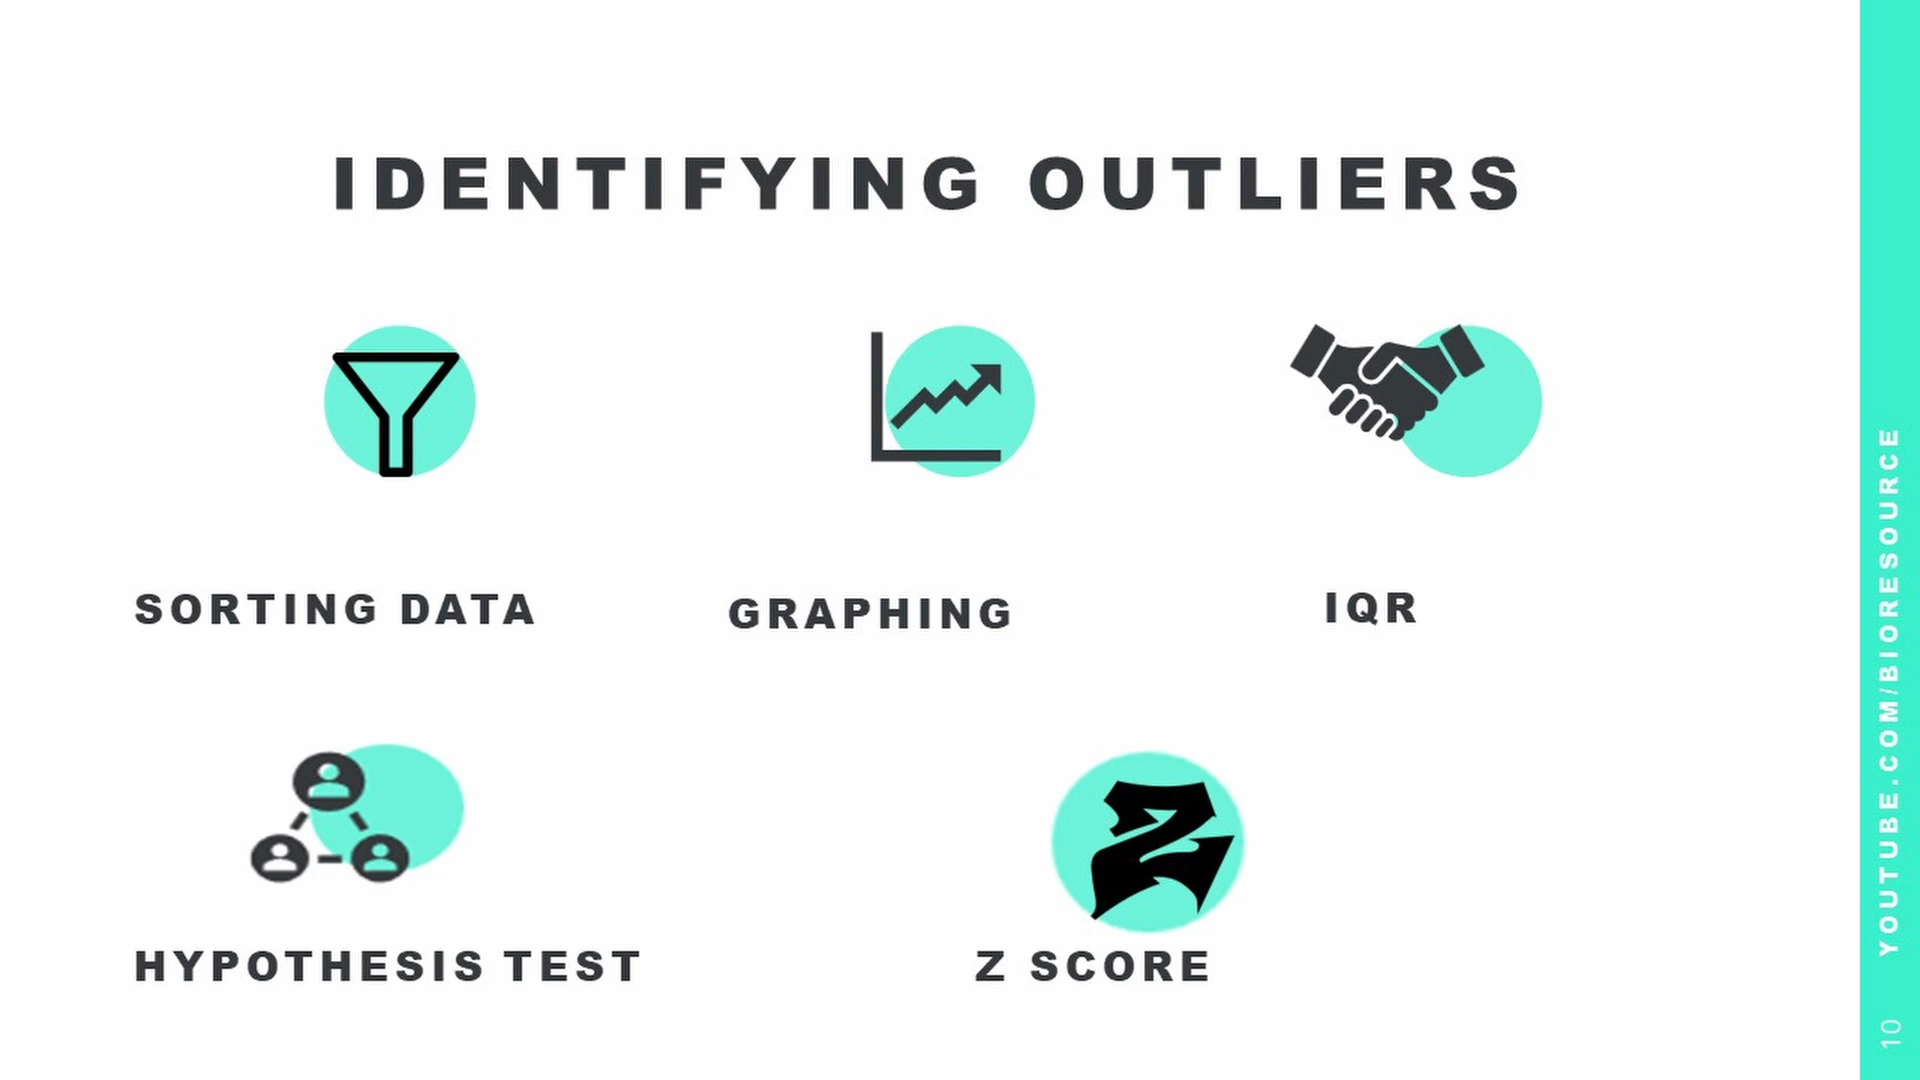 IDENTIFYING OUTLIERS
SORTING DATA
GRAPHING
IQR
HYPOTHESIS TEST
Z
Z SCORE
YOUTUBE.COM/BIORESOURCE
10